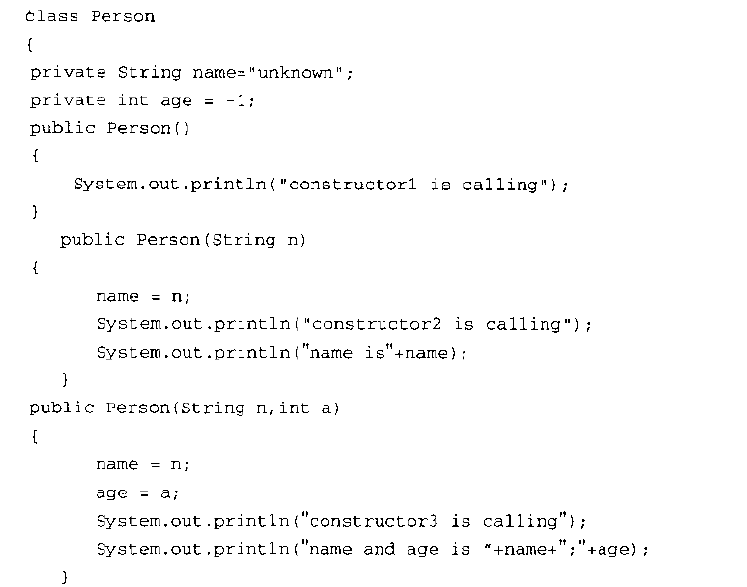 class Person
{
private String name="unknown";
private int age = -1;
public Person()
{
System.out.println("constructor1 is calling");
}
public Person(String n)
{
name = n;
System.out.println("constructor2 is calling");
System.out.println("name is"+name);
}
public Person(String n,int a)
{
name = n;
age = a;
System.out.println("constructor3 is calling");
System.out.println("name and age is "+name+";"+age);
}